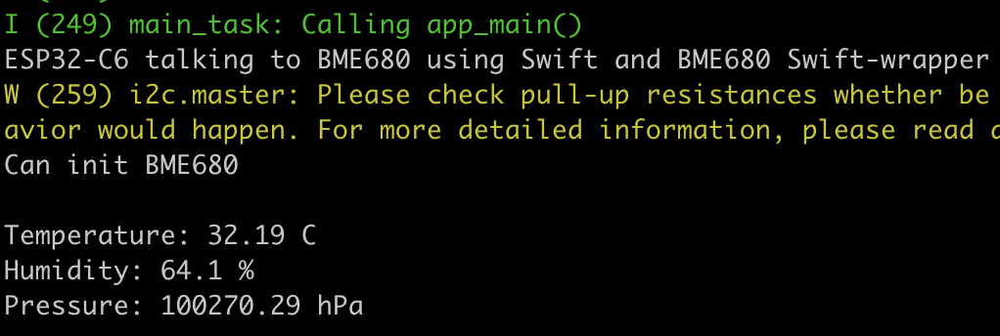 I (249) main_task: Calling app_main()
ESP32-C6 talking to BME680 using Swift and BME680 Swift-wrapper
W (259) i2c.master: Please check pull-up resistances whether be
avior would happen. For more detailed information, please read
Can init BME680
Temperature: 32.19 C
Humidity: 64.1 %
Pressure: 100270.29 hPa